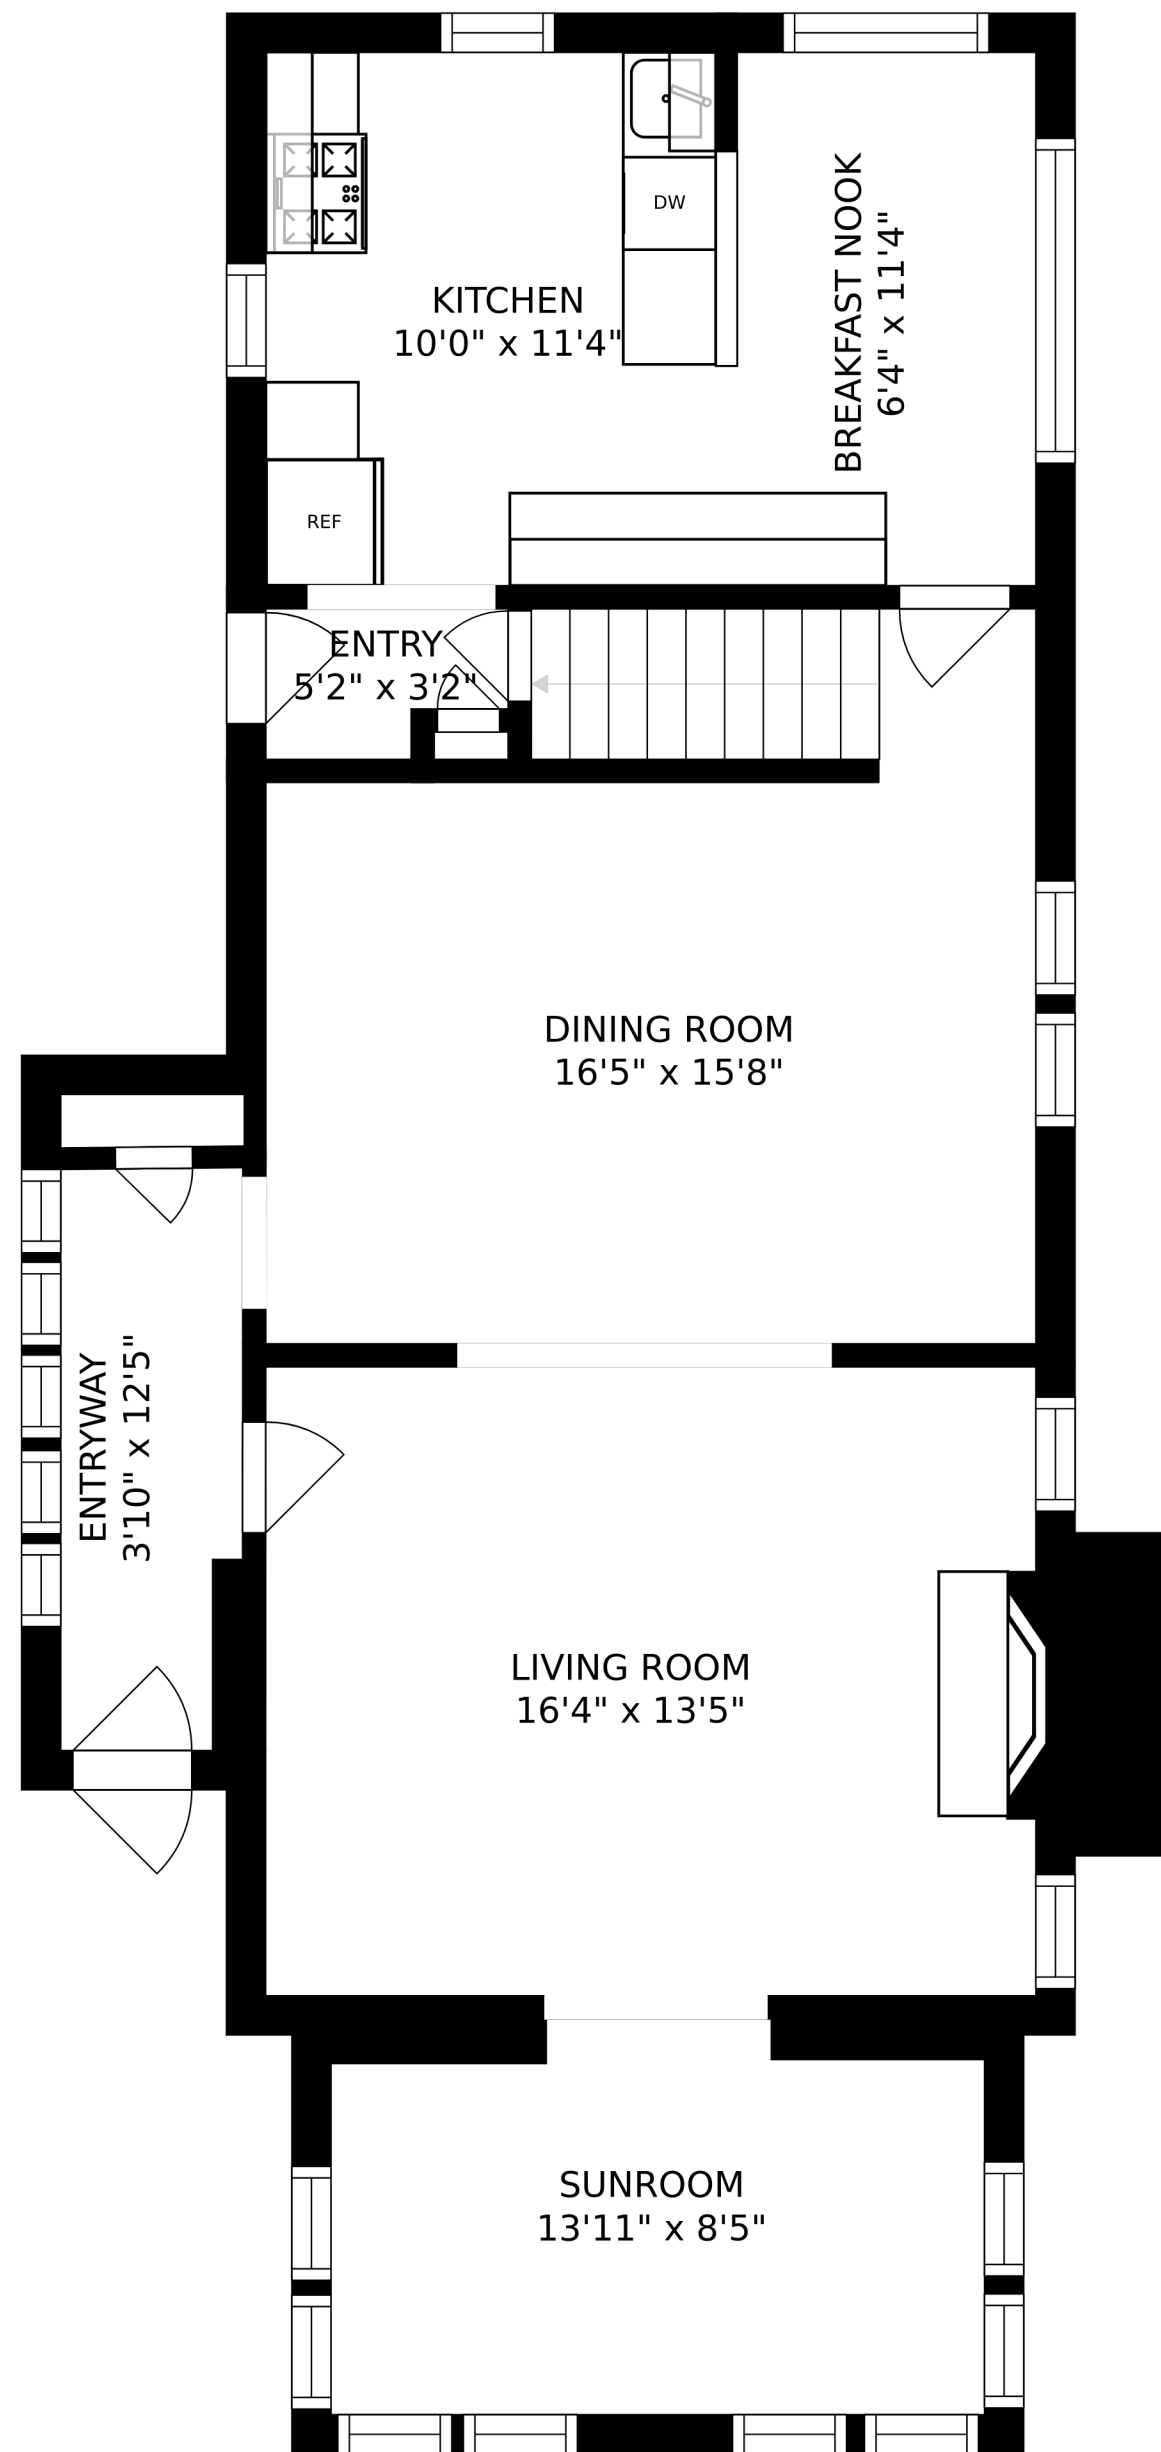 DW
KITCHEN
10'0" x 11'4"
BREAKFAST NOOK
6'4" x 11'4"
REF
ENTRY
5'2" x 3'2"
DINING ROOM
16'5" x 15'8"
ENTRYWAY
3'10" x 12'5"
LIVING ROOM
16'4" x 13'5"
SUNROOM
13'11" x 8'5"